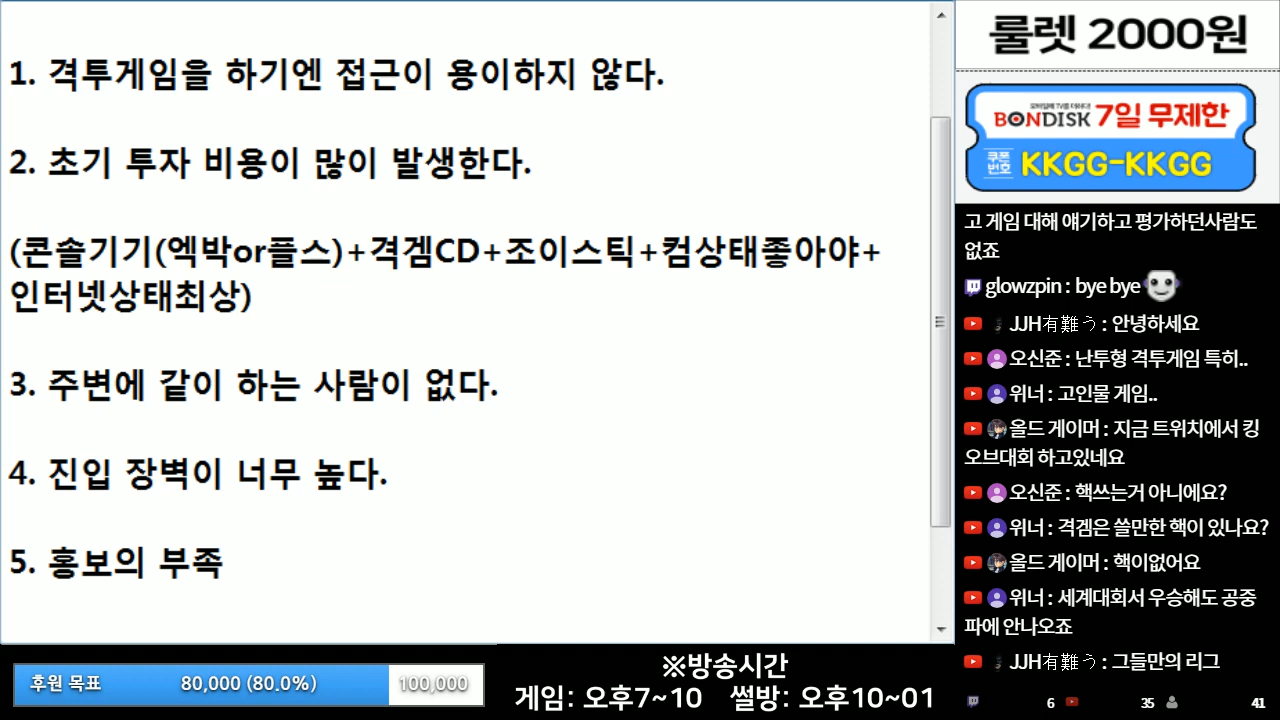 1. 격투게임을 하기엔 접근이 용이하지 않다.
2. 초기 투자 비용이 많이 발생한다.
(콘솔기기(엑박or플스)+격겜CD+조이스틱+컴상태좋아야+
인터넷상태최상)
3. 주변에 같이 하는 사람이 없다.
4. 진입 장벽이 너무 높다.
5. 홍보의 부족
후원 목표 80,000 (80.0%) 100,000
※방송시간
게임: 오후7~10 썰방: 오후10~01
룰렛 2000원
BONDISK 7일 무제한
쿠폰
번호 KKGG-KKGG
고 게임 대해 얘기하고 평가하던사람도
없죠
glowzpin : bye bye
JJH有難う : 안녕하세요
오신준 : 난투형 격투게임 특히..
위너 : 고인물 게임..
올드 게이머 : 지금 트위치에서 킹
오브대회 하고있네요
오신준 : 핵쓰는거 아니에요?
위너 : 격겜은 쓸만한 핵이 있나요?
올드 게이머 : 핵이없어요
위너 : 세계대회서 우승해도 공중
파에 안나오죠
JJH有難う : 그들만의 리그
6 35 41